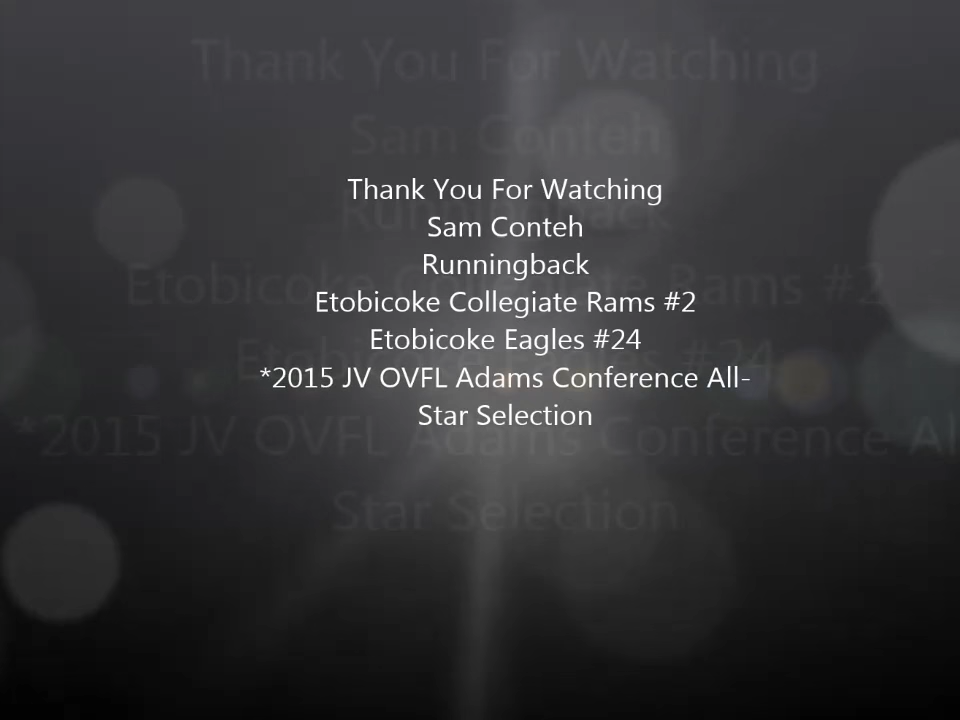 Thank You For Watching
Sam Conteh
Runningback
Etobicoke Collegiate Rams #2
Etobicoke Eagles #24
*2015 JV OVFL Adams Conference All-
Star Selection